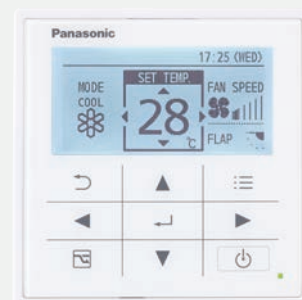 Panasonic
17:25 (WED)
MODE
COOL
SET TEMP.
28
℃
FAN SPEED
FLAP